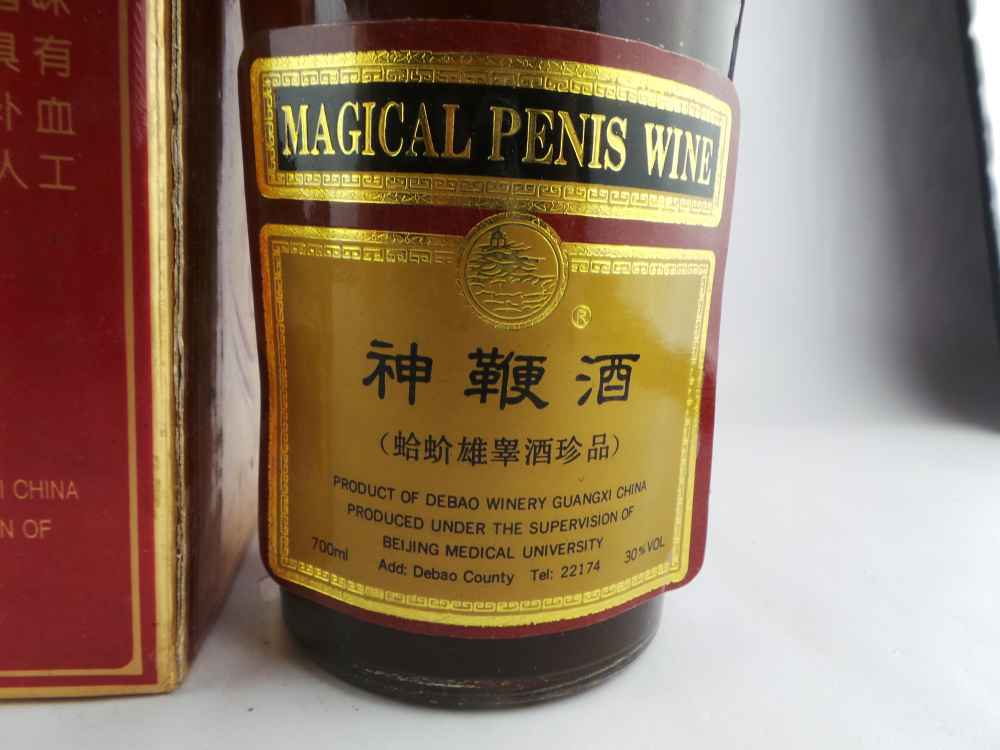 味
具有
补血
人工
I CHINA
N OF
MAGICAL PENIS WINE
®
神鞭酒
(蛤蚧雄睾酒珍品)
PRODUCT OF DEBAO WINERY GUANGXI CHINA
PRODUCED UNDER THE SUPERVISION OF
BEIJING MEDICAL UNIVERSITY
700ml
30%VOL
Add: Debao County Tel: 22174